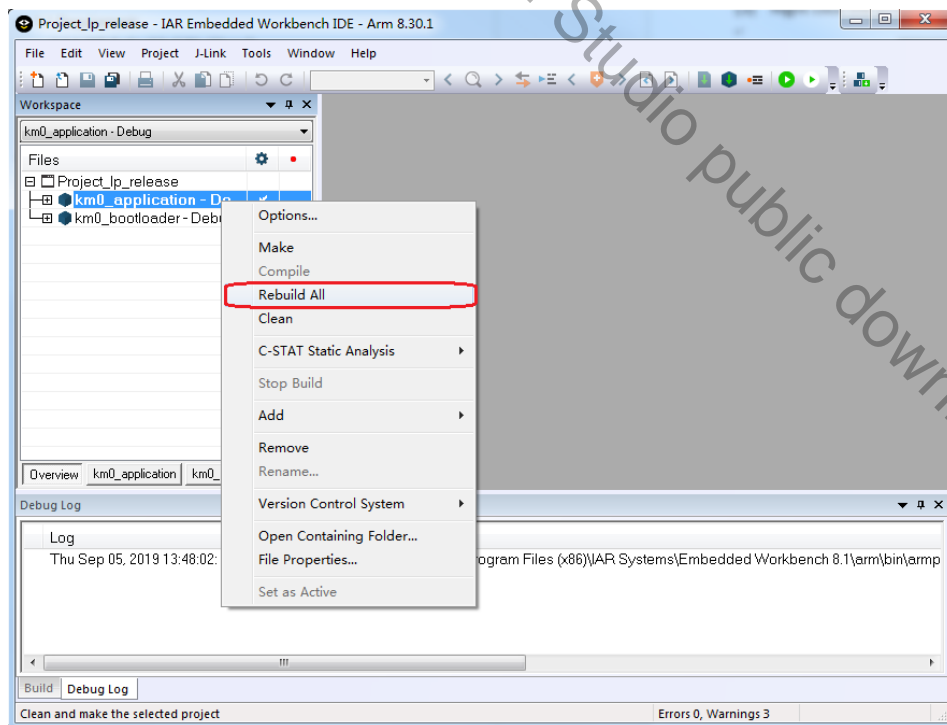 Project_lp_release - IAR Embedded Workbench IDE - Arm 8.30.1
File Edit View Project J-Link Tools Window Help
Workspace
km0_application - Debug
Files
Project_lp_release
km0_application - De
km0_bootloader - Debu
Options...
Make
Compile
Rebuild All
Clean
C-STAT Static Analysis
Stop Build
Add
Remove
Rename...
Version Control System
Open Containing Folder...
File Properties...
Set as Active
Overview km0_application km0_
Debug Log
Log
Thu Sep 05, 2019 13:48:02: ogram Files (x86)\IAR Systems\Embedded Workbench 8.1\arm\bin\armp
Build Debug Log
Clean and make the selected project Errors 0, Warnings 3
Studio public down